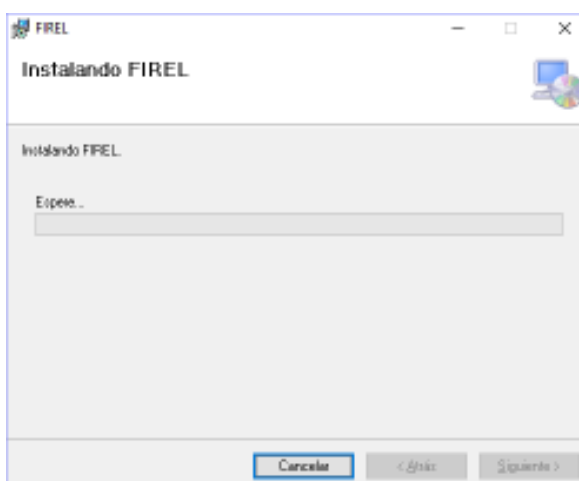 FIREL
Instalando FIREL
Instalando FIREL.
Espere...
Cancelar
< Atrás
Siguiente >